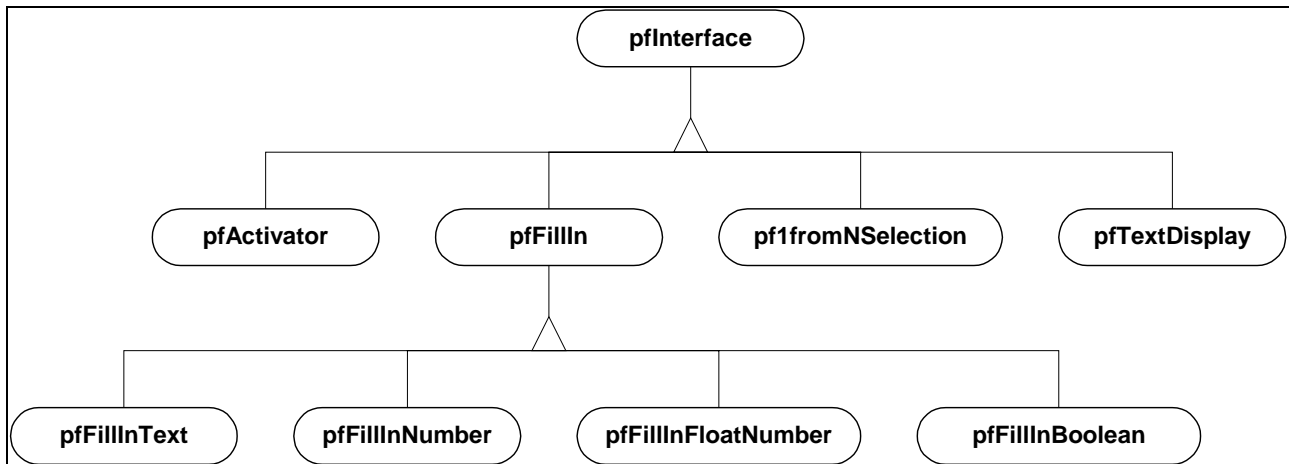 pfInterface
pfActivator
pfFillIn
pf1fromNSelection
pfTextDisplay
pfFillInText
pfFillInNumber
pfFillInFloatNumber
pfFillInBoolean